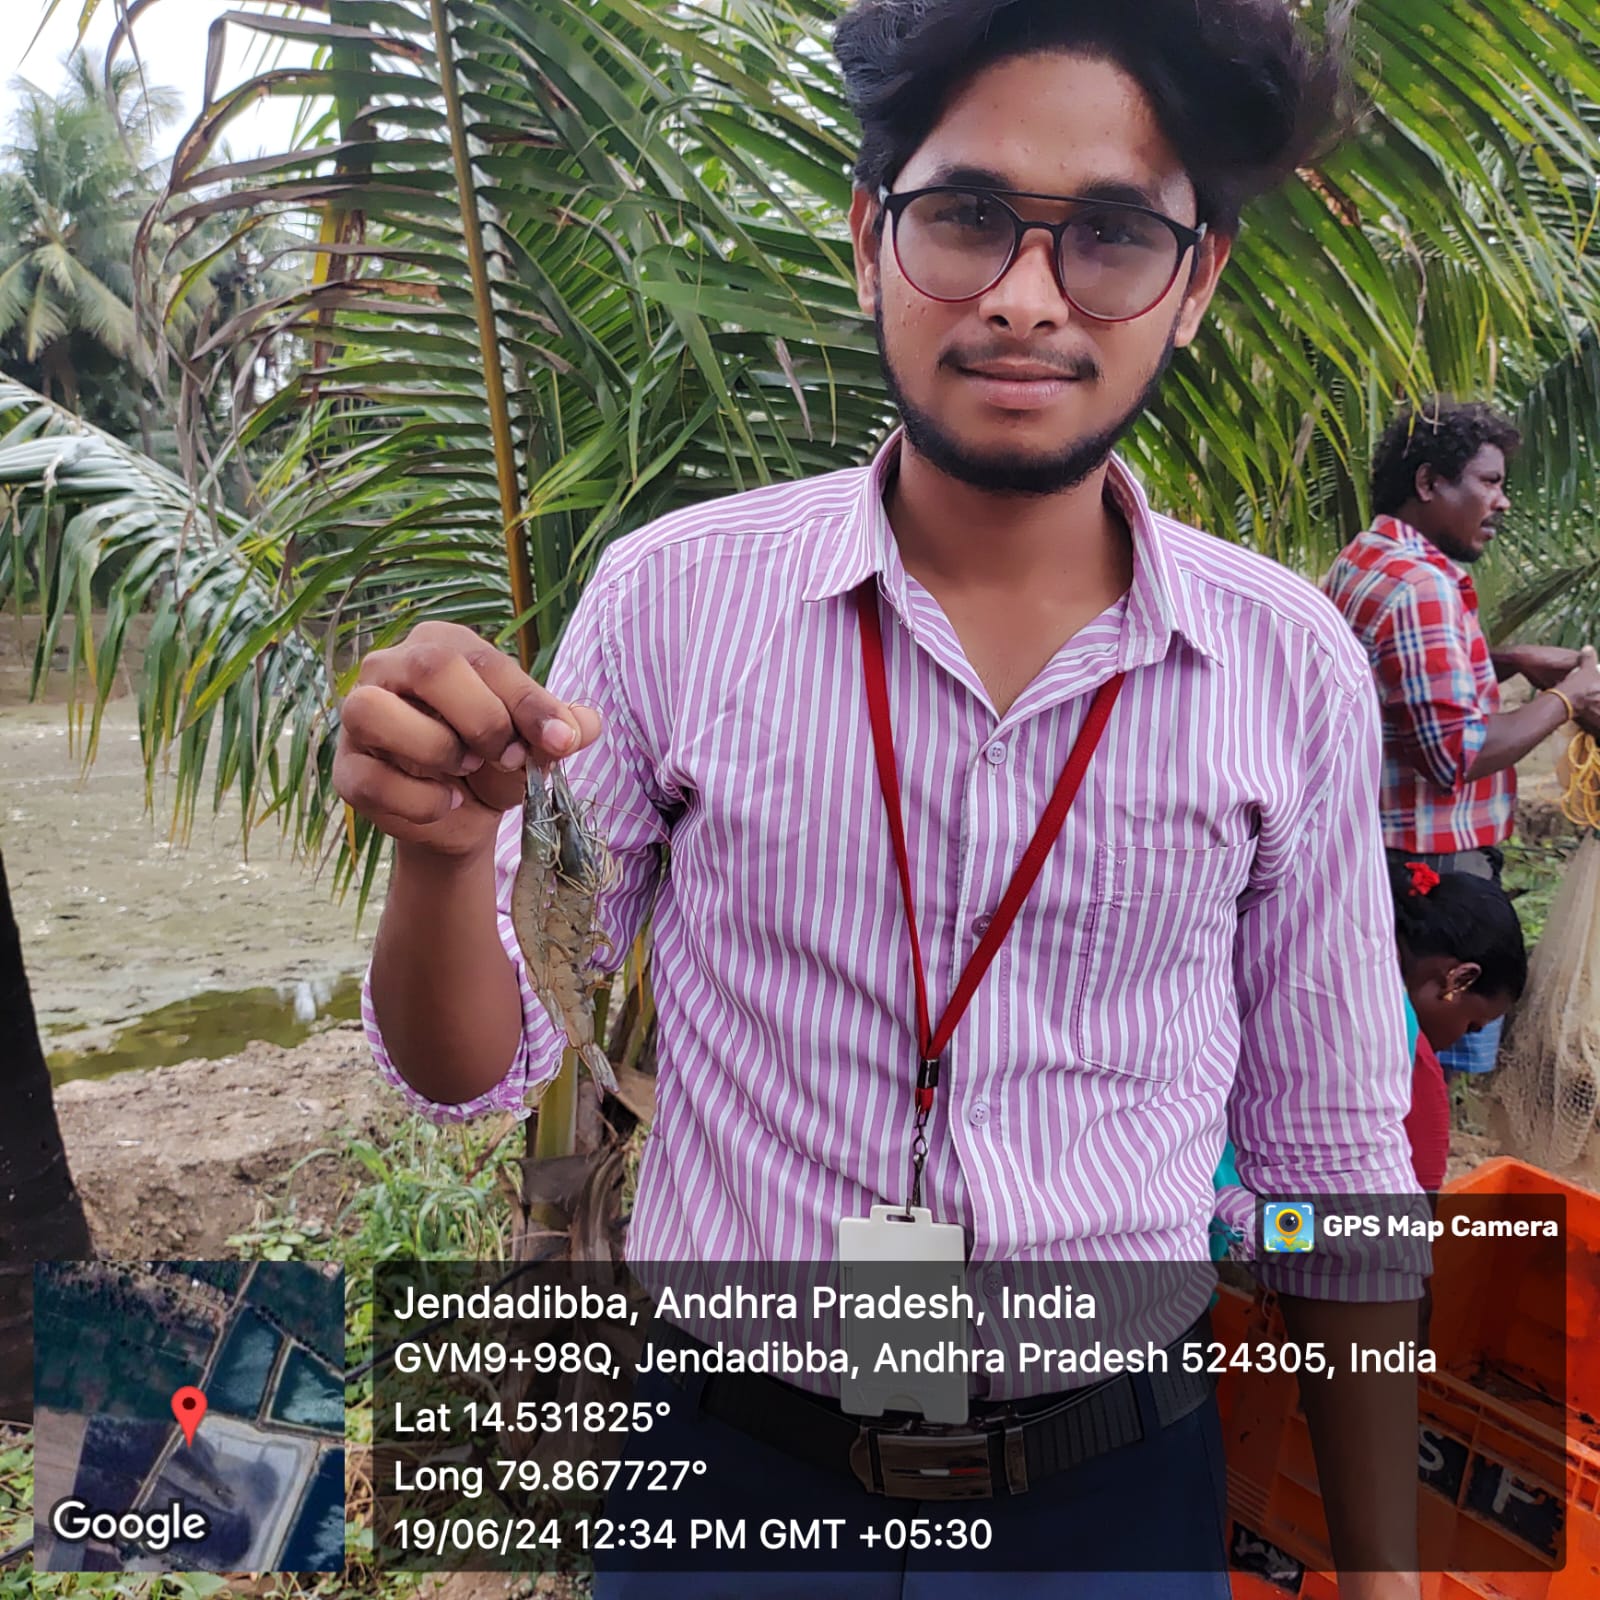 GPS Map Camera
Jendadibba, Andhra Pradesh, India
GVM9+98Q, Jendadibba, Andhra Pradesh 524305, India
Lat 14.531825°
Long 79.867727°
19/06/24 12:34 PM GMT +05:30
Google
S P